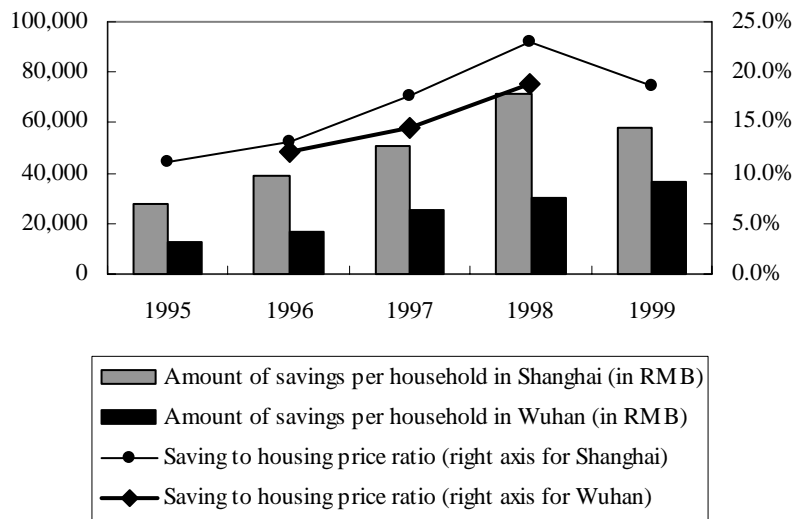 100,000 25.0%
80,000 20.0%
60,000 15.0%
40,000 10.0%
20,000 5.0%
0 0.0%
1995 1996 1997 1998 1999
Amount of savings per household in Shanghai (in RMB)
Amount of savings per household in Wuhan (in RMB)
Saving to housing price ratio (right axis for Shanghai)
Saving to housing price ratio (right axis for Wuhan)